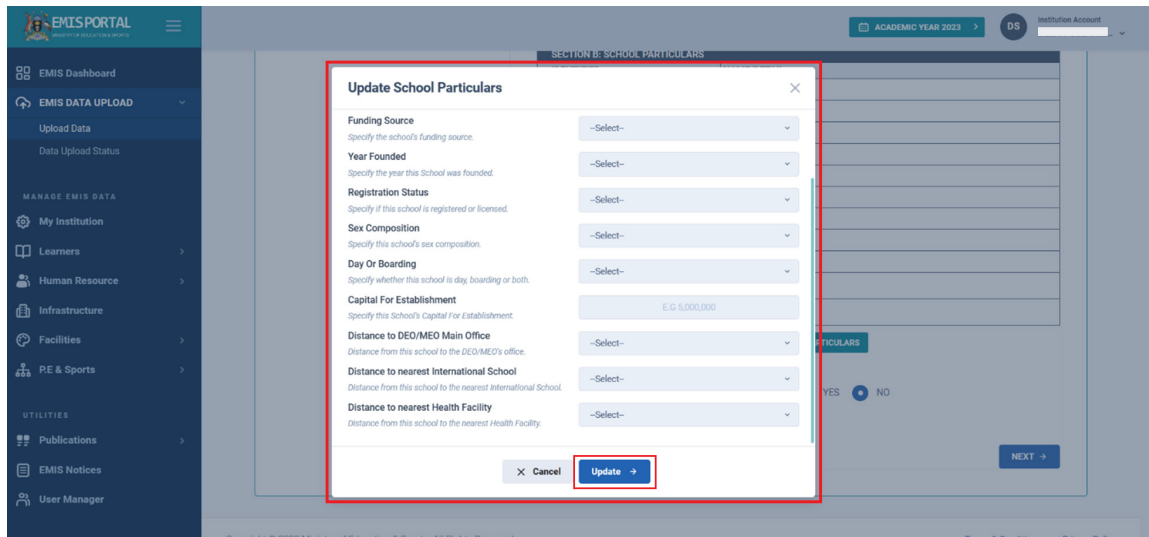 EMIS PORTAL
MINISTRY OF EDUCATION & SPORTS
ACADEMIC YEAR 2023
DS
Institution Account
EMIS Dashboard
EMIS DATA UPLOAD
Upload Data
Data Upload Status
MANAGE EMIS DATA
My Institution
Learners
Human Resource
Infrastructure
Facilities
P.E & Sports
UTILITIES
Publications
EMIS Notices
User Manager
SECTION B: SCHOOL PARTICULARS
Update School Particulars
Funding Source
--Select--
Specify the school's funding source.
Year Founded
--Select--
Specify the year this School was founded.
Registration Status
--Select--
Specify if this school is registered or licensed.
Sex Composition
--Select--
Specify this school's sex composition.
Day Or Boarding
--Select--
Specify whether this school is day, boarding or both.
Capital For Establishment
E.G 5,000,000
Specify this School's Capital For Establishment.
Distance to DEO/MEO Main Office
--Select--
Distance from this school to the DEO/MEO's office.
Distance to nearest International School
--Select--
Distance from this school to the nearest International School.
Distance to nearest Health Facility
--Select--
Distance from this school to the nearest Health Facility.
Cancel
Update
TICULARS
YES
NO
NEXT